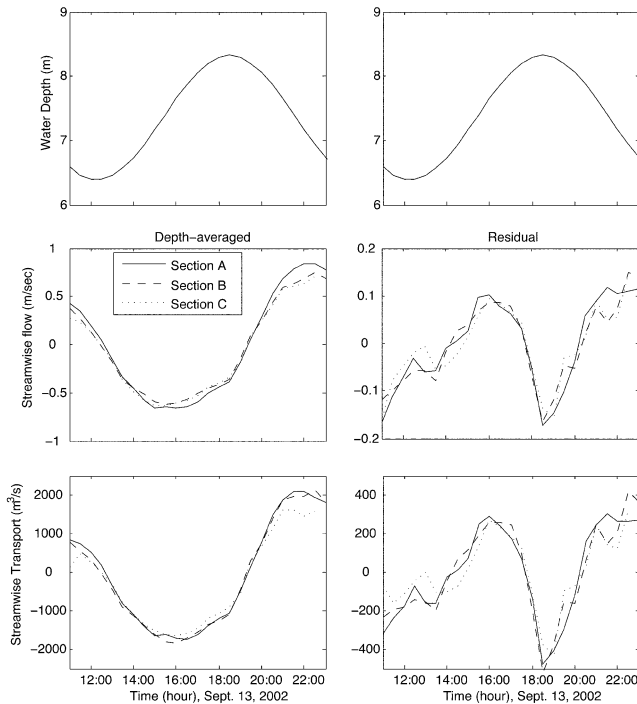 9
8
7
6
Water Depth (m)
9
8
7
6
Depth-averaged
1
0.5
0
−0.5
−1
Streamwise flow (m/sec)
Section A
Section B
Section C
Residual
0.2
0.1
0
−0.1
−0.2
2000
1000
0
−1000
−2000
Streamwise Transport (m³/s)
12:00 14:00 16:00 18:00 20:00 22:00
Time (hour), Sept. 13, 2002
400
200
0
−200
−400
12:00 14:00 16:00 18:00 20:00 22:00
Time (hour), Sept. 13, 2002